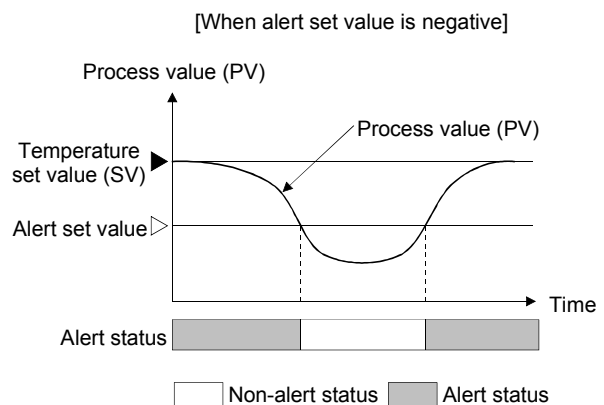 [When alert set value is negative]
Process value (PV)
Process value (PV)
Temperature
set value (SV)
Alert set value
Time
Alert status
Non-alert status
Alert status